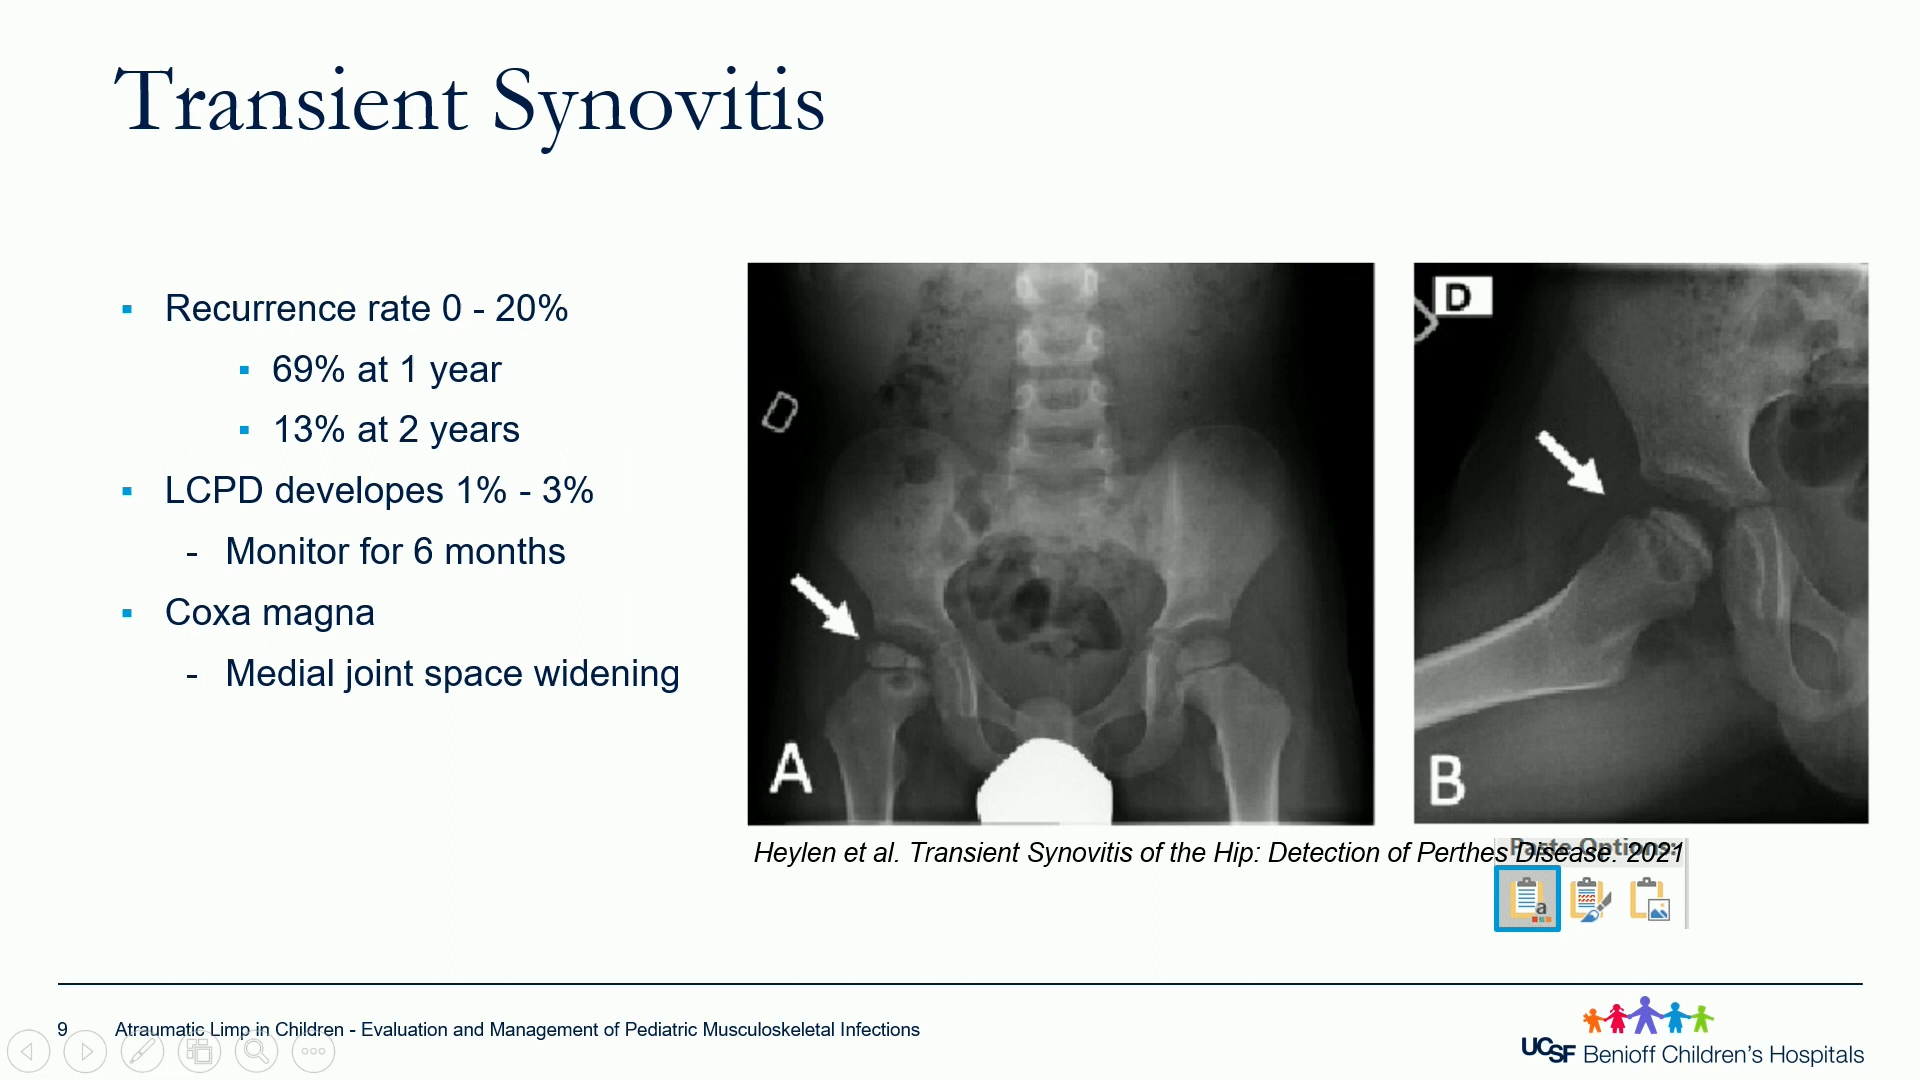 Transient Synovitis
▪ Recurrence rate 0 - 20%
▪ 69% at 1 year
▪ 13% at 2 years
▪ LCPD developes 1% - 3%
- Monitor for 6 months
▪ Coxa magna
- Medial joint space widening
A
D
B
Heylen et al. Transient Synovitis of the Hip: Detection of Perthes Disease. 2021
Paste Options:
a
9 Atraumatic Limp in Children - Evaluation and Management of Pediatric Musculoskeletal Infections
UCSF Benioff Children's Hospitals